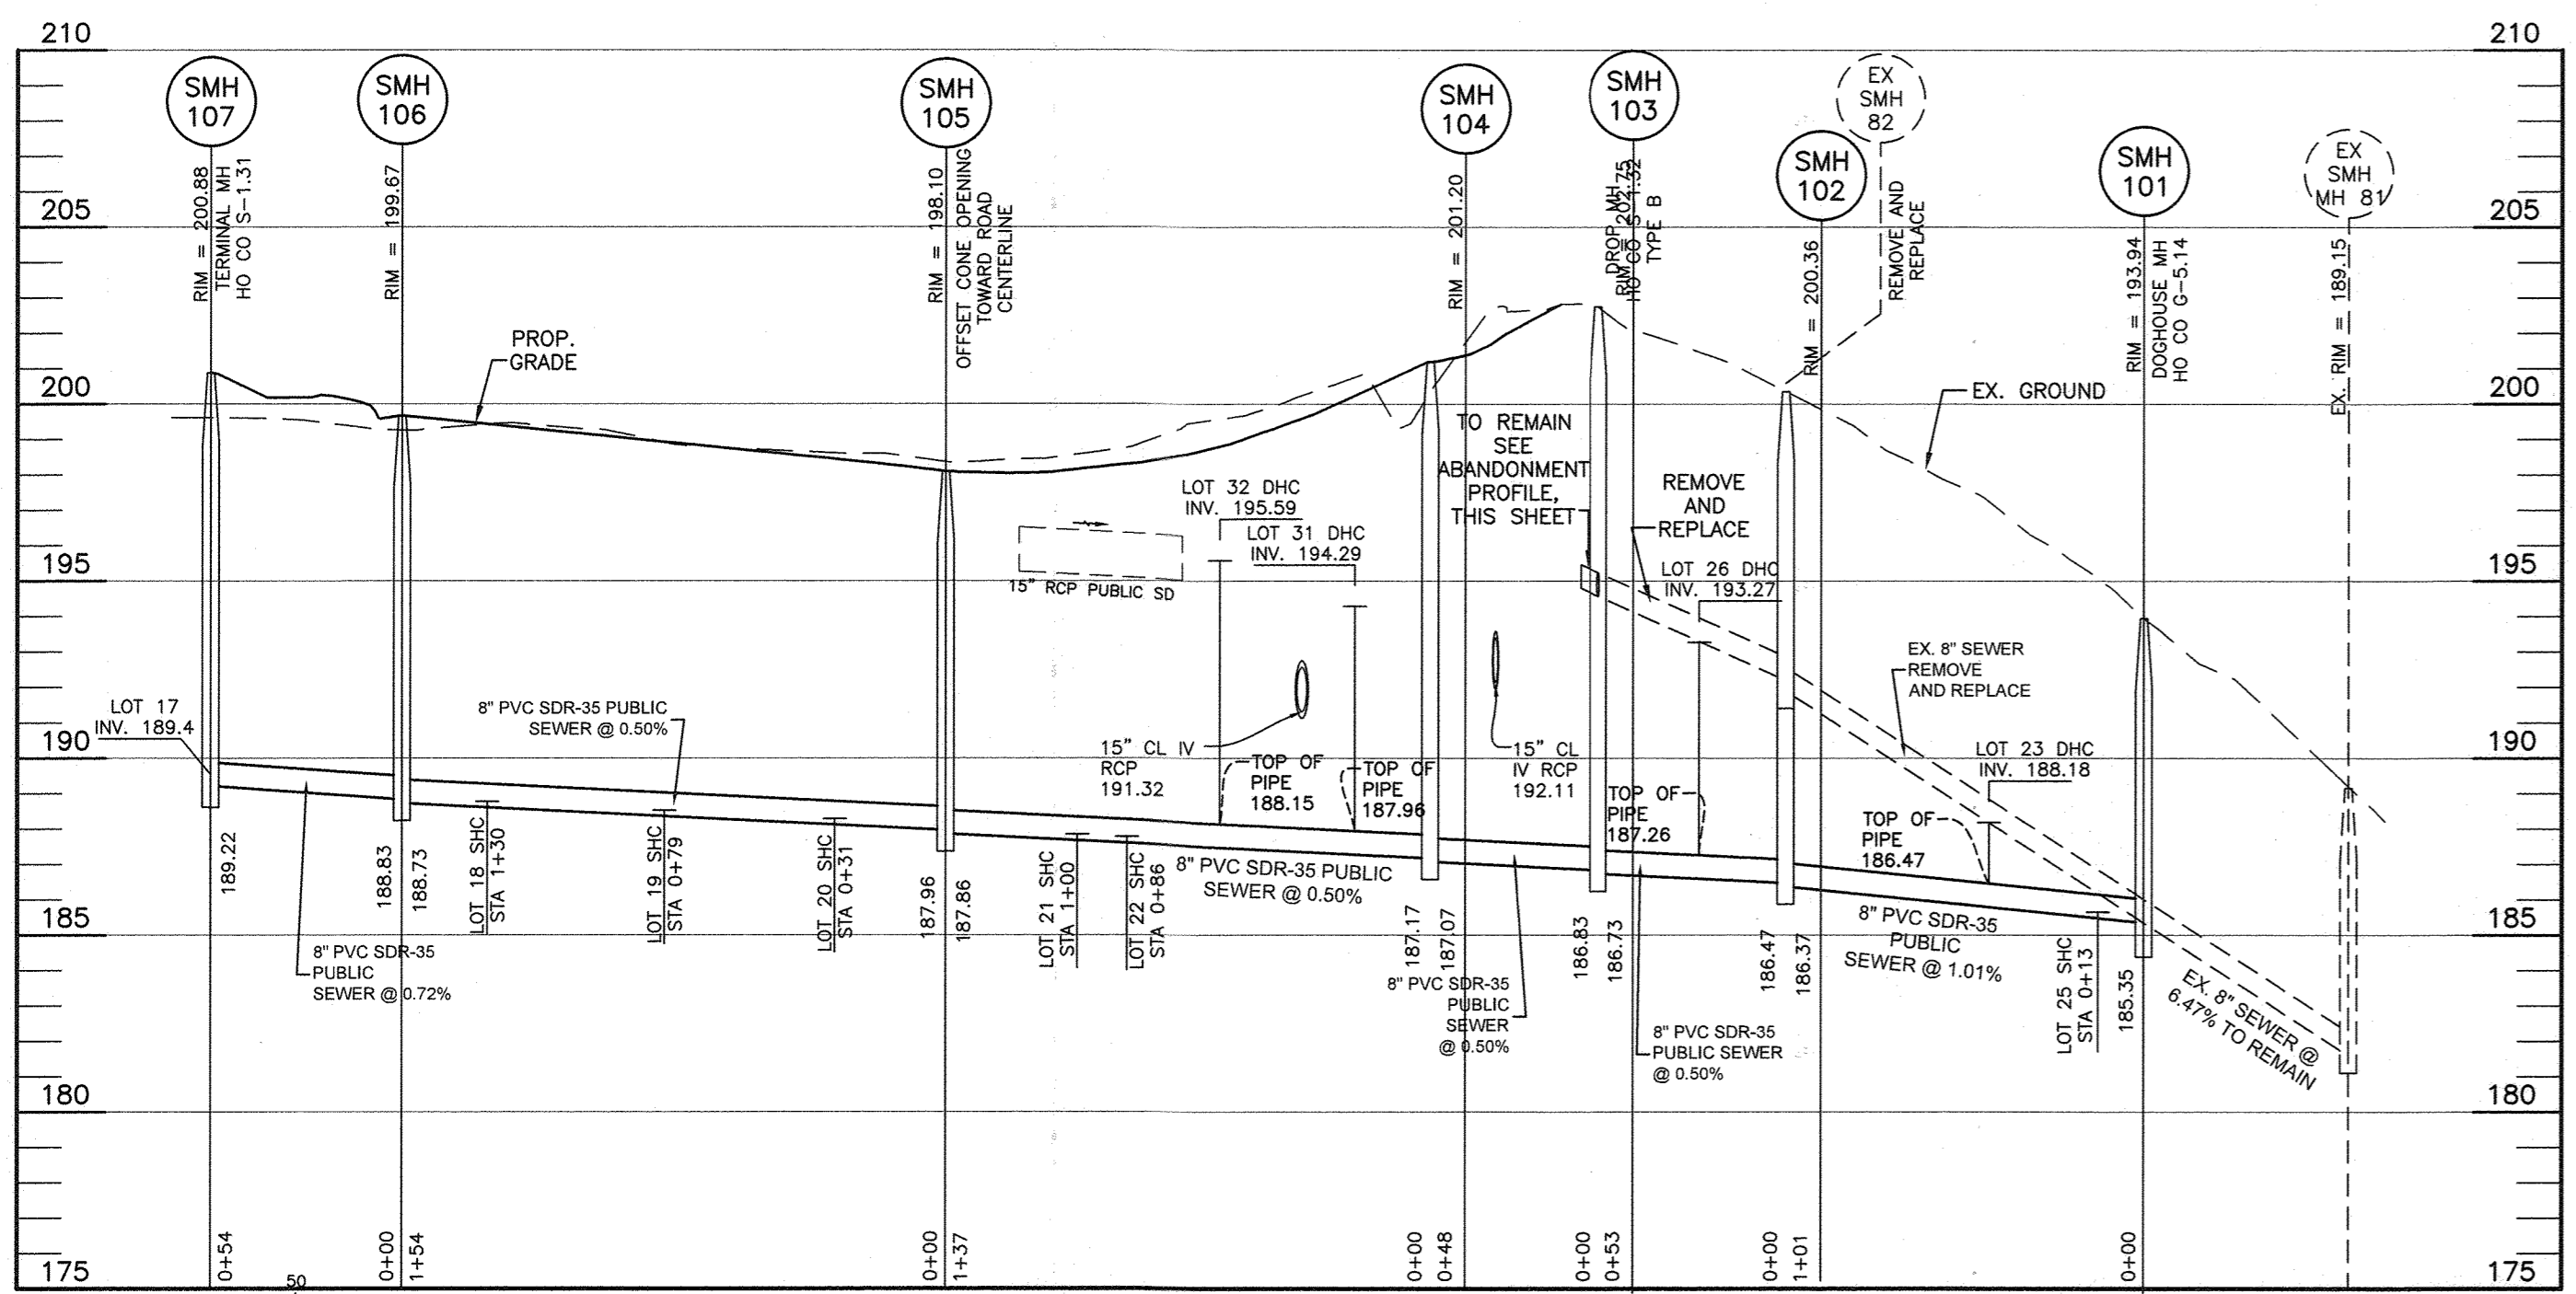 210
210
SMH
107
SMH
106
SMH
105
SMH
104
SMH
103
EX
SMH
82
SMH
102
SMH
101
EX
SMH
MH 81
RIM = 200.88
TERMINAL MH
HO CO S-1.31
RIM = 199.67
RIM = 198.10
OFFSET CONE OPENING
TOWARD ROAD
CENTERLINE
RIM = 201.20
DROP MH
RIM = 202.75
HO CO S-1.32
TYPE B
REMOVE AND
REPLACE
RIM = 200.36
RIM = 193.94
DOGHOUSE MH
HO CO G-5.14
EX. RIM = 189.15
205
205
PROP.
GRADE
EX. GROUND
200
200
TO REMAIN
SEE
ABANDONMENT
PROFILE,
THIS SHEET
REMOVE
AND
REPLACE
LOT 32 DHC
INV. 195.59
LOT 31 DHC
INV. 194.29
15" RCP PUBLIC SD
LOT 26 DHC
INV. 193.27
195
195
EX. 8" SEWER
REMOVE
AND REPLACE
LOT 17
INV. 189.4
8" PVC SDR-35 PUBLIC
SEWER @ 0.50%
15" CL IV
RCP
191.32
TOP OF
PIPE
188.15
TOP OF
PIPE
187.96
15" CL
IV RCP
192.11
TOP OF
PIPE
187.26
LOT 23 DHC
INV. 188.18
TOP OF
PIPE
186.47
190
190
189.22
188.83
188.73
LOT 18 SHC
STA 1+30
LOT 19 SHC
STA 0+79
LOT 20 SHC
STA 0+31
187.96
187.86
LOT 21 SHC
STA 1+00
LOT 22 SHC
STA 0+86
8" PVC SDR-35 PUBLIC
SEWER @ 0.50%
187.17
187.07
186.83
186.73
186.47
186.37
8" PVC SDR-35
PUBLIC
SEWER @ 1.01%
LOT 25 SHC
STA 0+13
185.35
185
185
8" PVC SDR-35
PUBLIC
SEWER @ 0.72%
8" PVC SDR-35
PUBLIC
SEWER
@ 0.50%
8" PVC SDR-35
PUBLIC SEWER
@ 0.50%
EX. 8" SEWER @
6.47% TO REMAIN
180
180
0+54
0+00
1+54
0+00
1+37
0+00
0+48
0+00
0+53
0+00
1+01
0+00
175
50
175